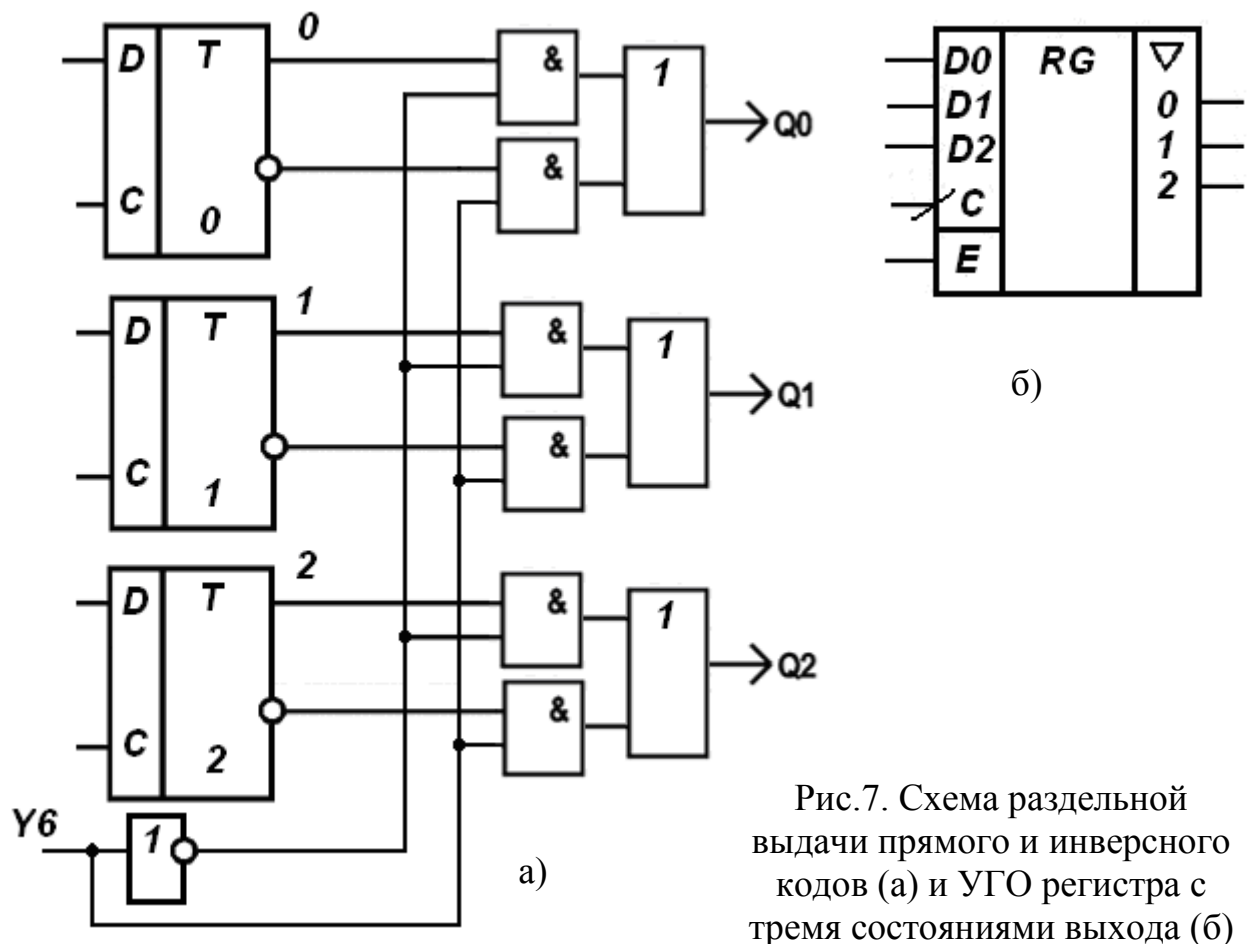 0
D T & 1
Q0
&
C 0
1
D T & 1
Q1
&
C 1
2
D T & 1
Q2
&
C 2
Y6 1
а)
D0 RG ▽
D1 0
D2 1
C 2
E
б)
Рис.7. Схема раздельной
выдачи прямого и инверсного
кодов (а) и УГО регистра с
тремя состояниями выхода (б)